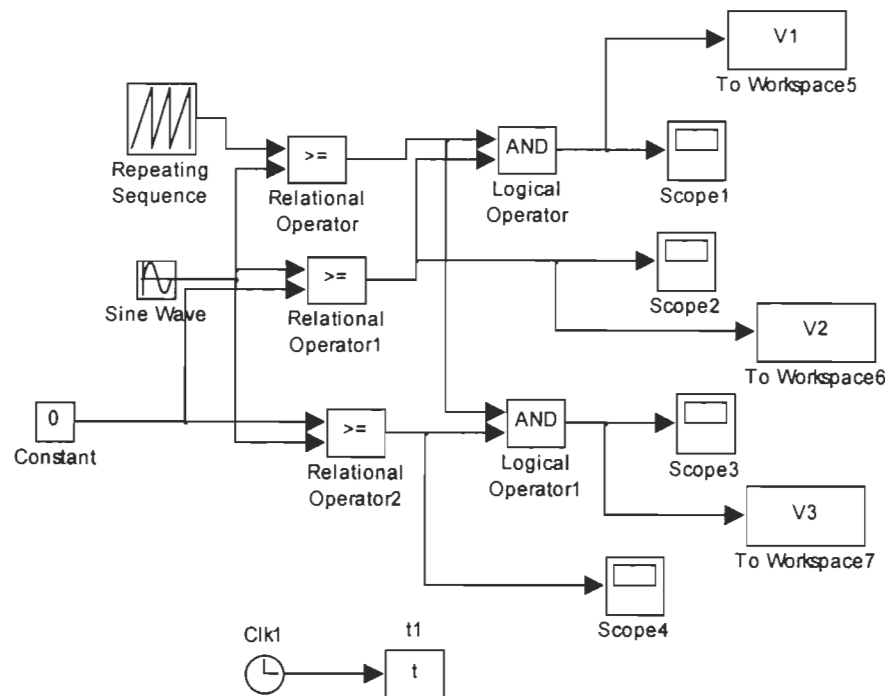 V1
To Workspace5
Repeating
Sequence
>=
Relational
Operator
AND
Logical
Operator
Scope1
Sine Wave
>=
Relational
Operator1
Scope2
V2
To Workspace6
0
Constant
>=
Relational
Operator2
AND
Logical
Operator1
Scope3
V3
To Workspace7
Scope4
Clk1
t1
t